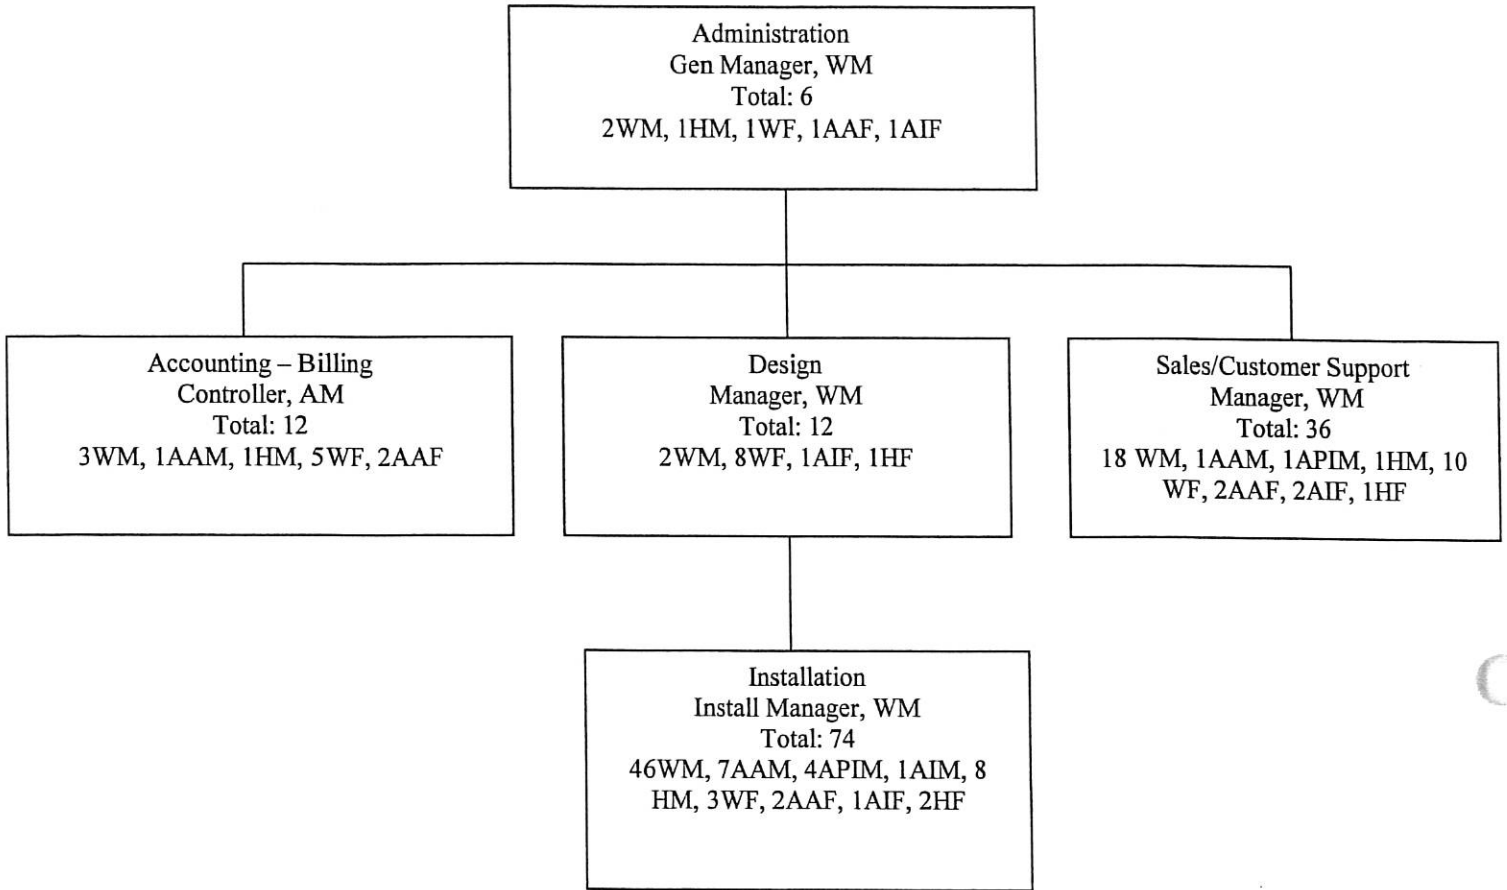 Administration
Gen Manager, WM
Total: 6
2WM, 1HM, 1WF, 1AAF, 1AIF
Accounting – Billing
Controller, AM
Total: 12
3WM, 1AAM, 1HM, 5WF, 2AAF
Design
Manager, WM
Total: 12
2WM, 8WF, 1AIF, 1HF
Sales/Customer Support
Manager, WM
Total: 36
18 WM, 1AAM, 1APIM, 1HM, 10
WF, 2AAF, 2AIF, 1HF
Installation
Install Manager, WM
Total: 74
46WM, 7AAM, 4APIM, 1AIM, 8
HM, 3WF, 2AAF, 1AIF, 2HF